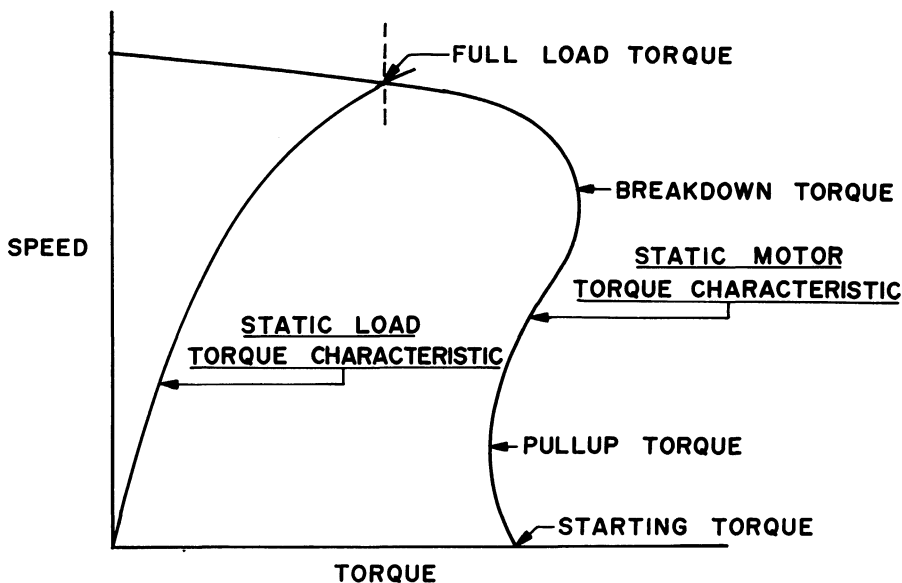 FULL LOAD TORQUE
BREAKDOWN TORQUE
SPEED
STATIC MOTOR
TORQUE CHARACTERISTIC
STATIC LOAD
TORQUE CHARACTERISTIC
PULLUP TORQUE
STARTING TORQUE
TORQUE